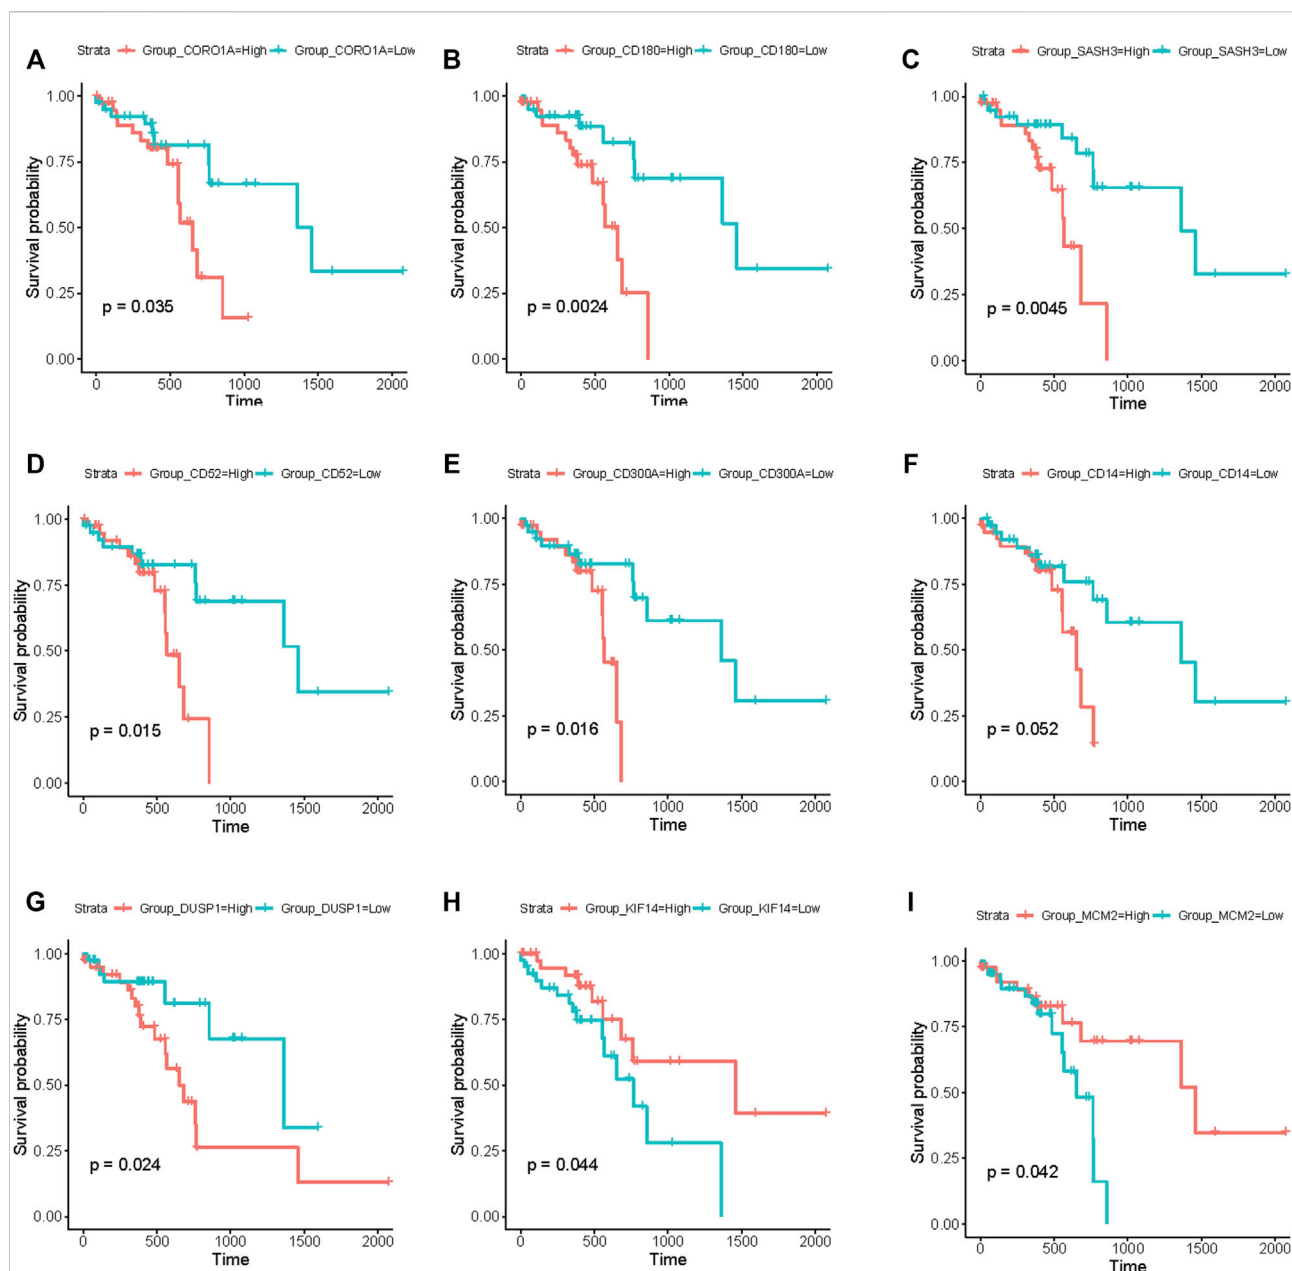 A
Strata Group_CORO1A=High Group_CORO1A=Low
Survival probability
1.00
0.75
0.50
0.25
0.00
p = 0.035
0 500 1000 1500 2000
Time
B
Strata Group_CD180=High Group_CD180=Low
Survival probability
1.00
0.75
0.50
0.25
0.00
p = 0.0024
0 500 1000 1500 2000
Time
C
Strata Group_SASH3=High Group_SASH3=Low
Survival probability
1.00
0.75
0.50
0.25
0.00
p = 0.0045
0 500 1000 1500 2000
Time
D
Strata Group_CD52=High Group_CD52=Low
Survival probability
1.00
0.75
0.50
0.25
0.00
p = 0.015
0 500 1000 1500 2000
Time
E
Strata Group_CD300A=High Group_CD300A=Low
Survival probability
1.00
0.75
0.50
0.25
0.00
p = 0.016
0 500 1000 1500 2000
Time
F
Strata Group_CD14=High Group_CD14=Low
Survival probability
1.00
0.75
0.50
0.25
0.00
p = 0.052
0 500 1000 1500 2000
Time
G
Strata Group_DUSP1=High Group_DUSP1=Low
Survival probability
1.00
0.75
0.50
0.25
0.00
p = 0.024
0 500 1000 1500 2000
Time
H
Strata Group_KIF14=High Group_KIF14=Low
Survival probability
1.00
0.75
0.50
0.25
0.00
p = 0.044
0 500 1000 1500 2000
Time
I
Strata Group_MCM2=High Group_MCM2=Low
Survival probability
1.00
0.75
0.50
0.25
0.00
p = 0.042
0 500 1000 1500 2000
Time